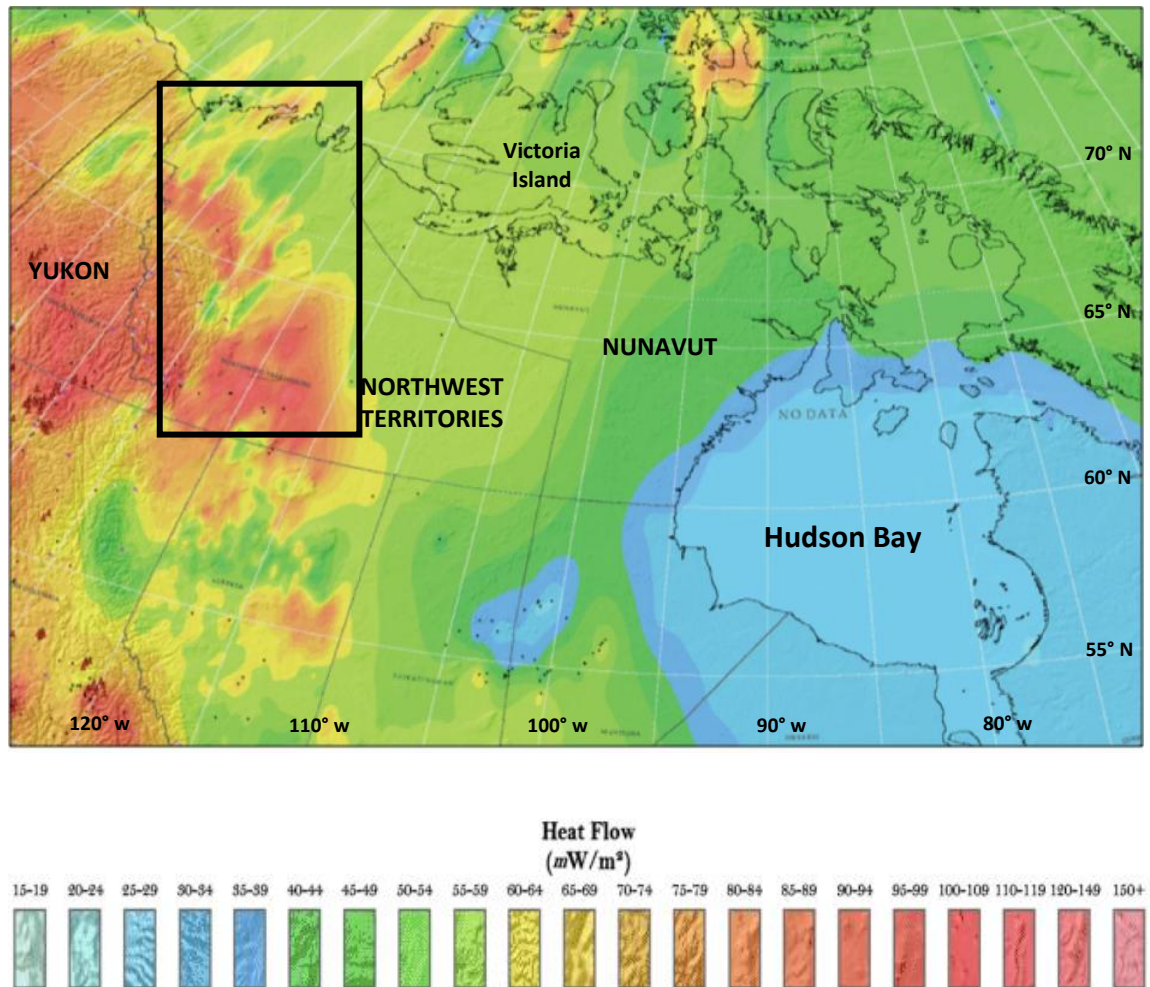 Victoria
Island
70° N
YUKON
65° N
NUNAVUT
NORTHWEST
TERRITORIES
NO DATA
60° N
Hudson Bay
55° N
120° w
110° w
100° w
90° w
80° w
Heat Flow
(mW/m²)
15-19 20-24 25-29 30-34 35-39 40-44 45-49 50-54 55-59 60-64 65-69 70-74 75-79 80-84 85-89 90-94 95-99 100-109 110-119 120-149 150+